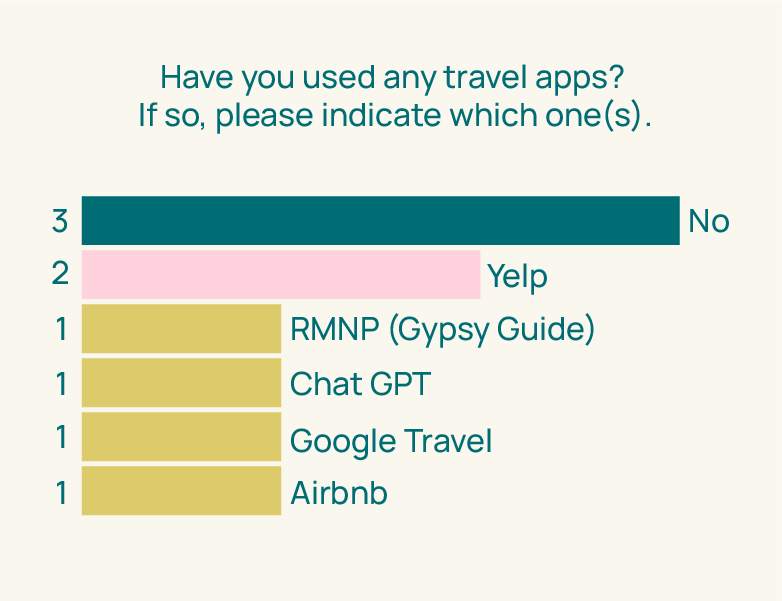 Have you used any travel apps?
If so, please indicate which one(s).
3 No
2 Yelp
1 RMNP (Gypsy Guide)
1 Chat GPT
1 Google Travel
1 Airbnb